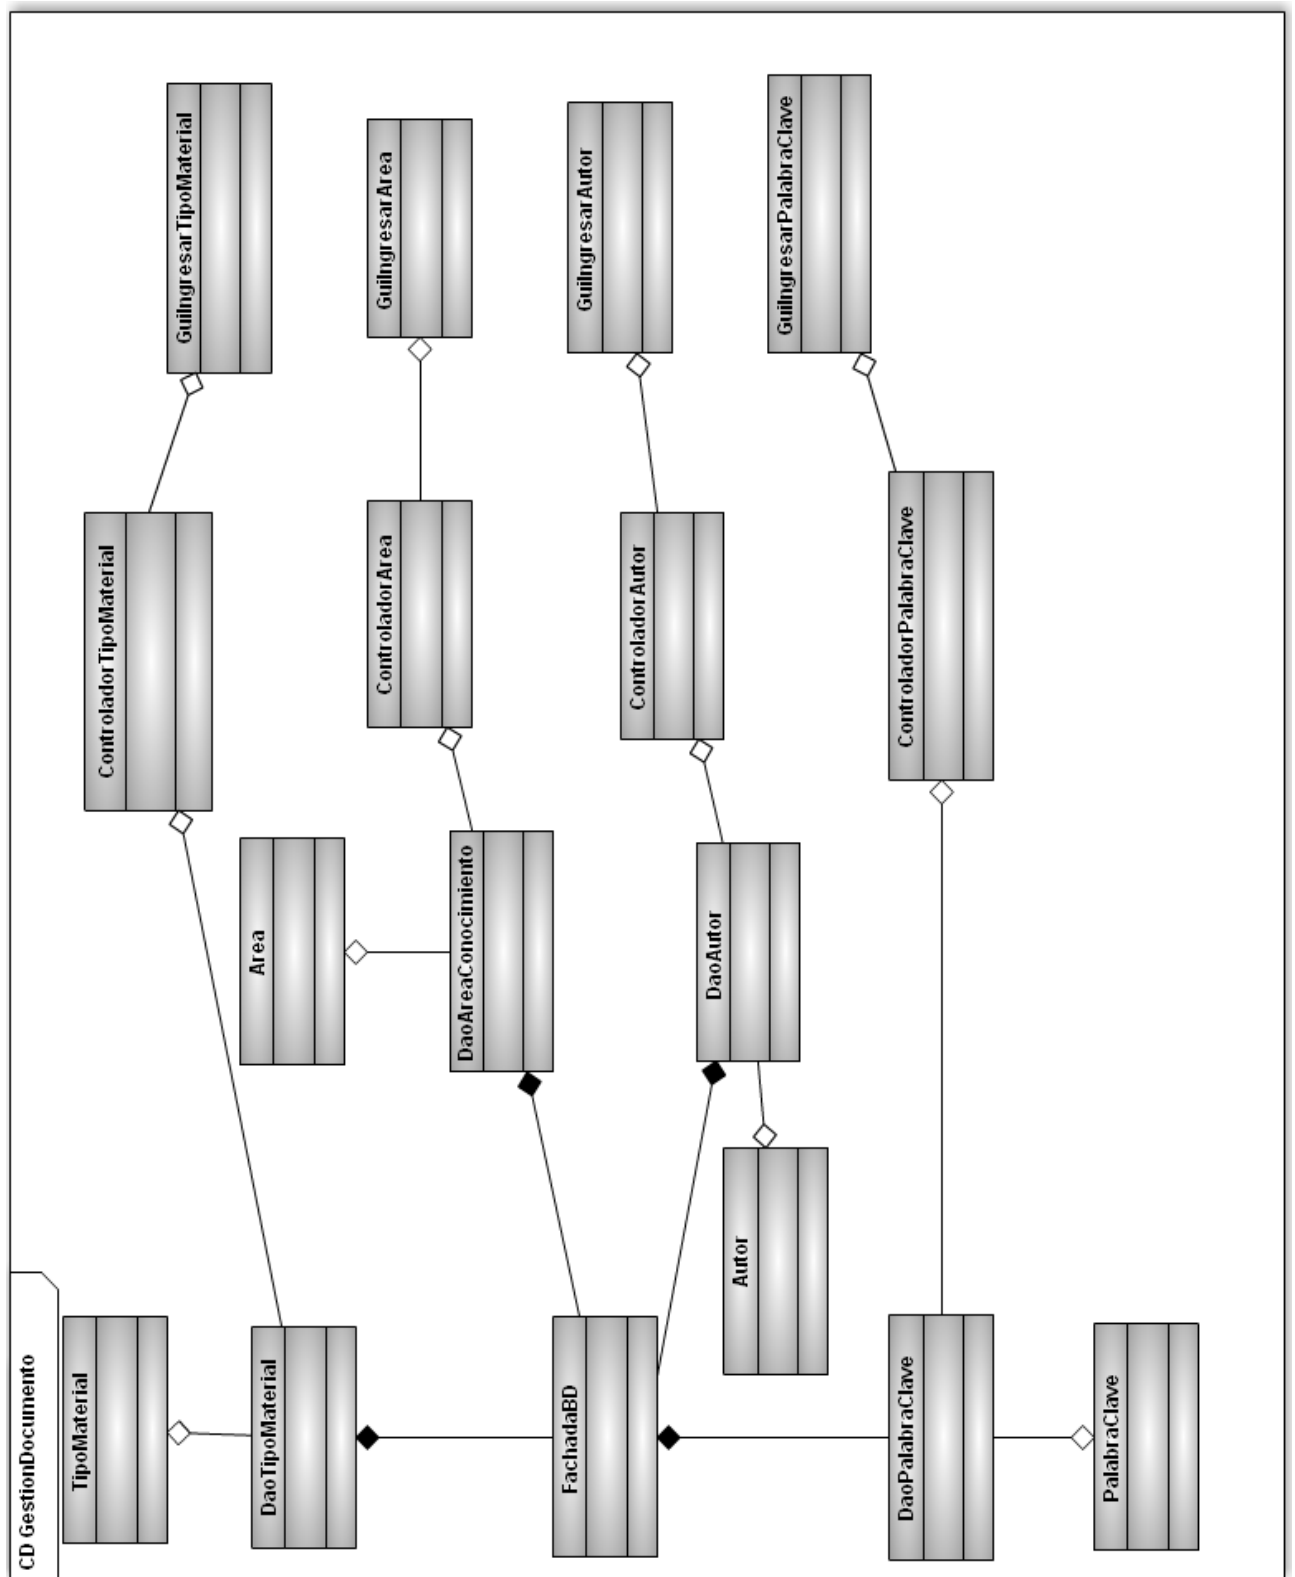 CD GestionDocumento
TipoMaterial
ControladorTipoMaterial
GuiIngresarTipoMaterial
DaoTipoMaterial
Area
ControladorArea
GuiIngresarArea
DaoAreaConocimiento
FachadaBD
GuiIngresarAutor
ControladorAutor
DaoAutor
Autor
GuiIngresarPalabraClave
DaoPalabraClave
ControladorPalabraClave
PalabraClave